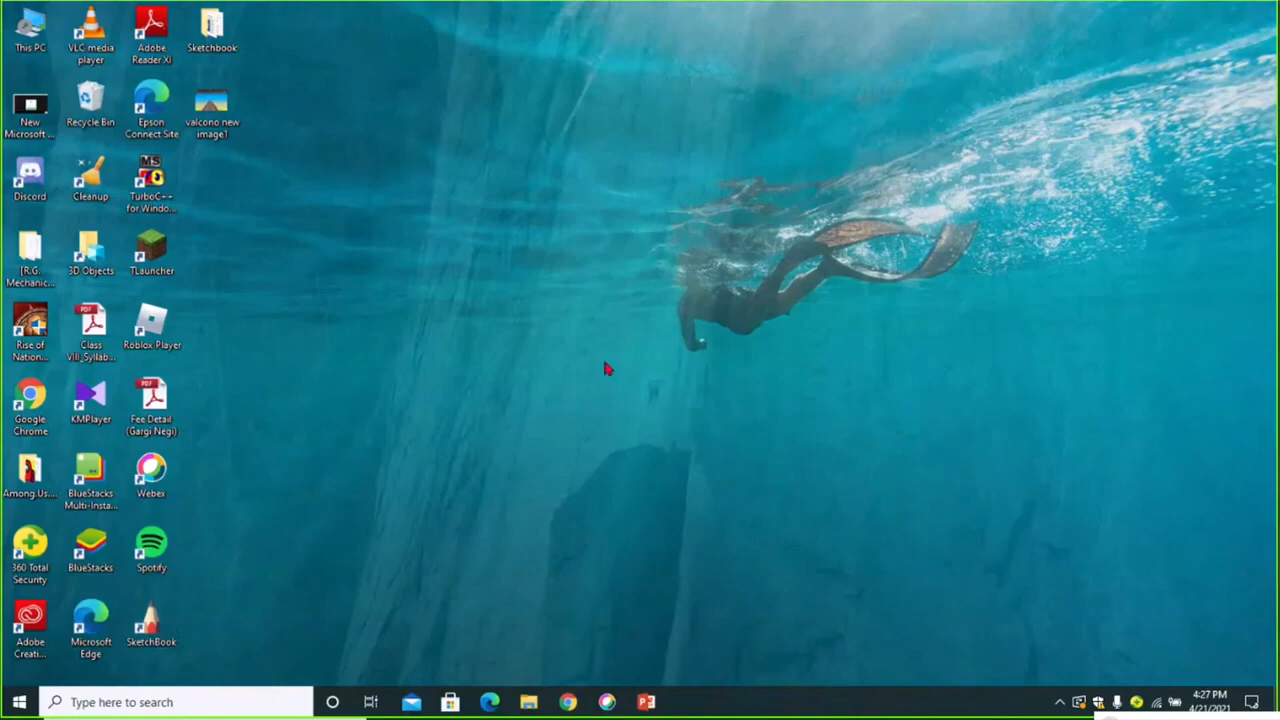 This PC
VLC media
player
Adobe
Reader XI
Sketchbook
New
Microsoft ...
Recycle Bin
Epson
Connect Site
valcono new
image1
Discord
Cleanup
MS
TurboC++
for Windo...
[R.G.
Mechanic...
3D Objects
TLauncher
Rise of
Nation...
PDF
Class
VIII_Syllab...
Roblox Player
Google
Chrome
KMPlayer
PDF
Fee Detail
(Gargi Negi)
Among.Us....
BlueStacks
Multi-Insta...
Webex
360 Total
Security
BlueStacks
Spotify
Adobe
Creati...
Microsoft
Edge
SketchBook
Type here to search
4:27 PM
4/21/2021